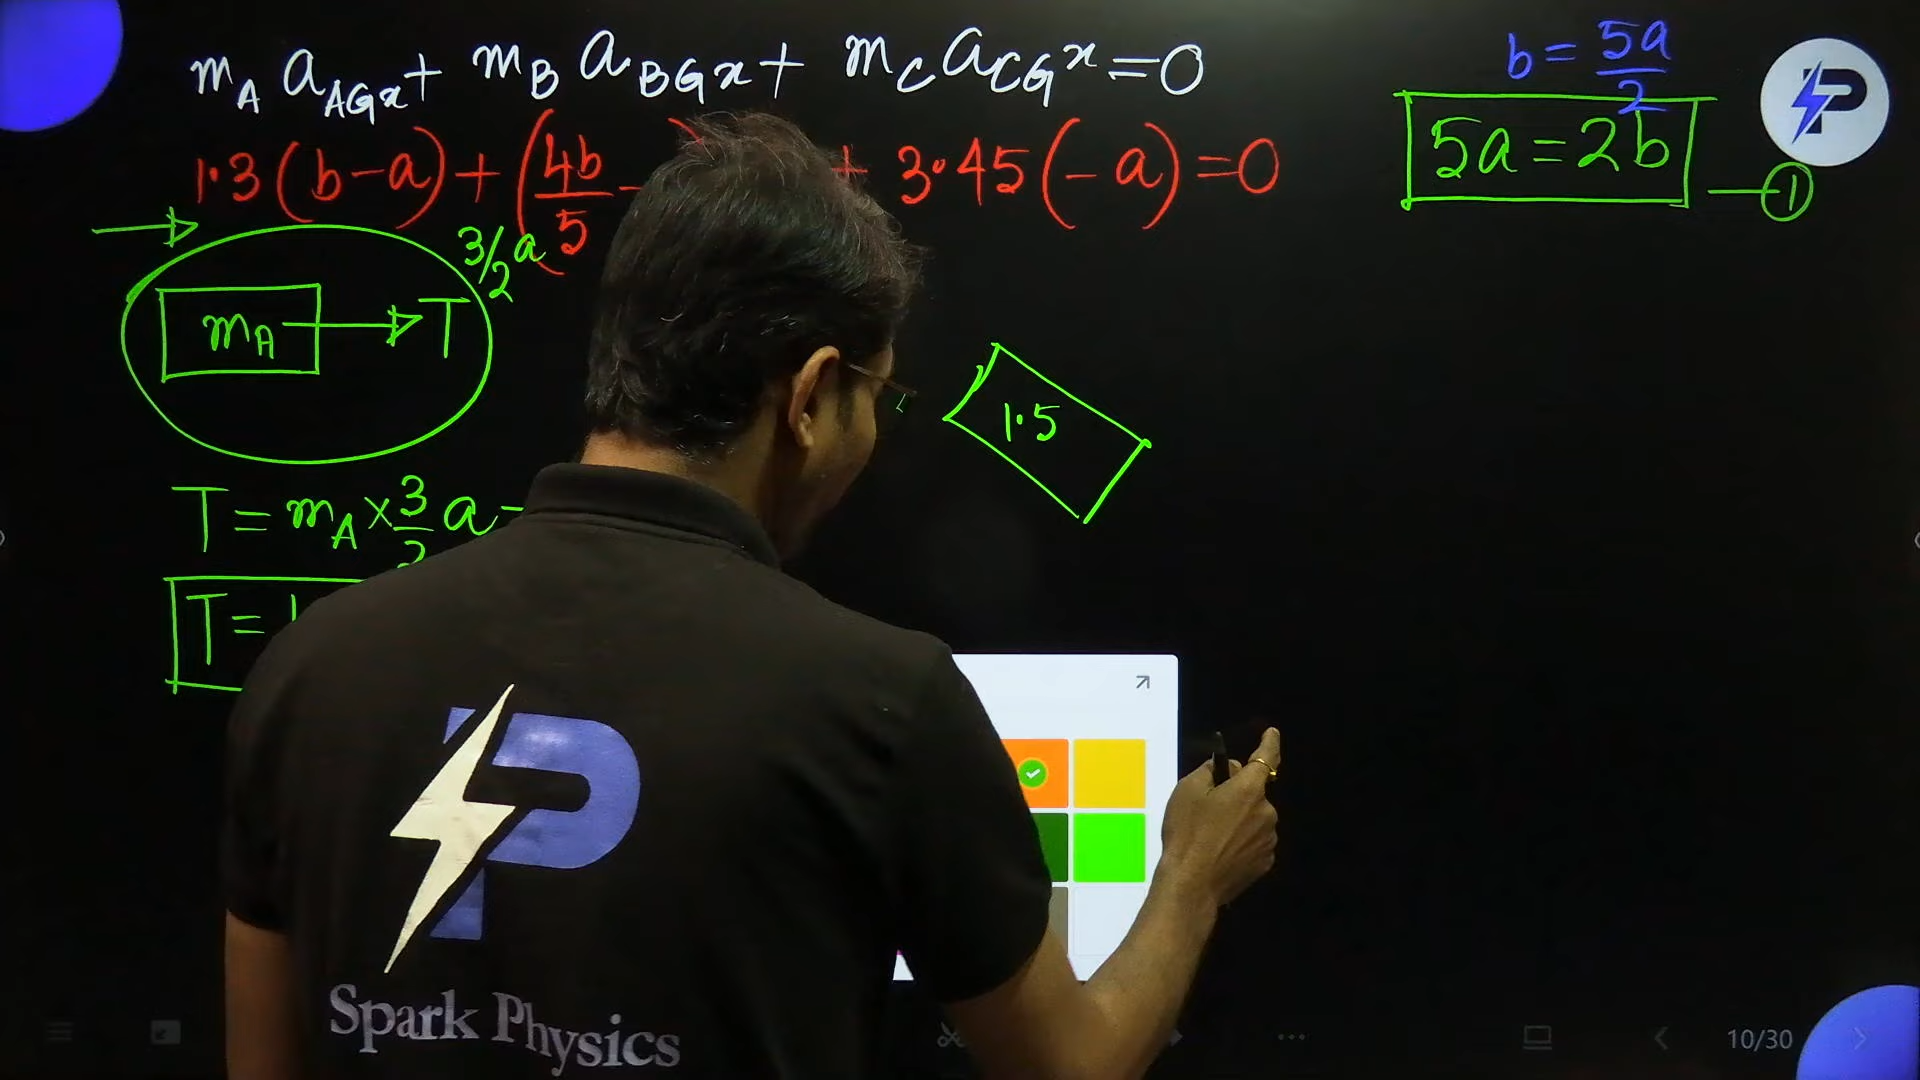 m_A a_AGx + m_B a_BGx + m_C a_CGx = 0
b = 5a/2
5a = 2b —①
1.3(b-a) + (4b/5 - + 3.45(-a) = 0
3/2 a
m_A T
1.5
T = m_A × 3/2 a -
T =
P
Spark Physics
10/30